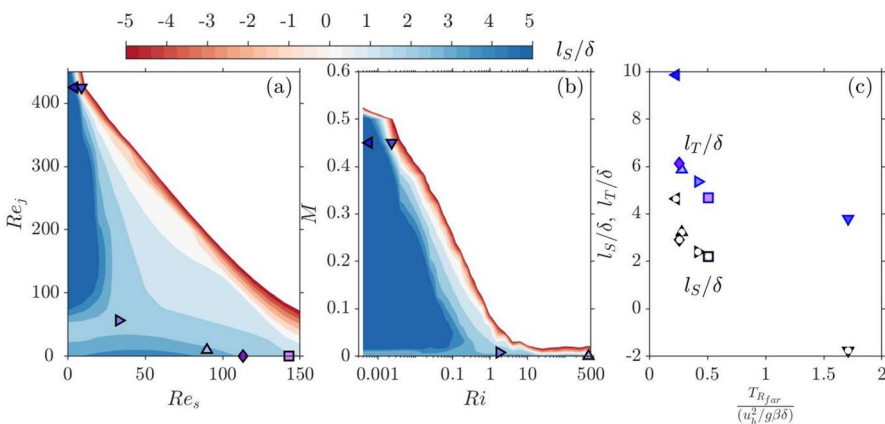 -5 -4 -3 -2 -1 0 1 2 3 4 5
l_S/δ
(a)
400
300
200
100
0
Re_j
0 50 100 150
Re_s
(b)
0.6
0.5
0.4
0.3
0.2
0.1
0
M
0.001 0.1 1 10 500
Ri
(c)
10
8
6
4
2
0
-2
l_S/δ, l_T/δ
l_T/δ
l_S/δ
0 0.5 1 1.5 2
T_{R_{far}}
(u_b^2/gβδ)